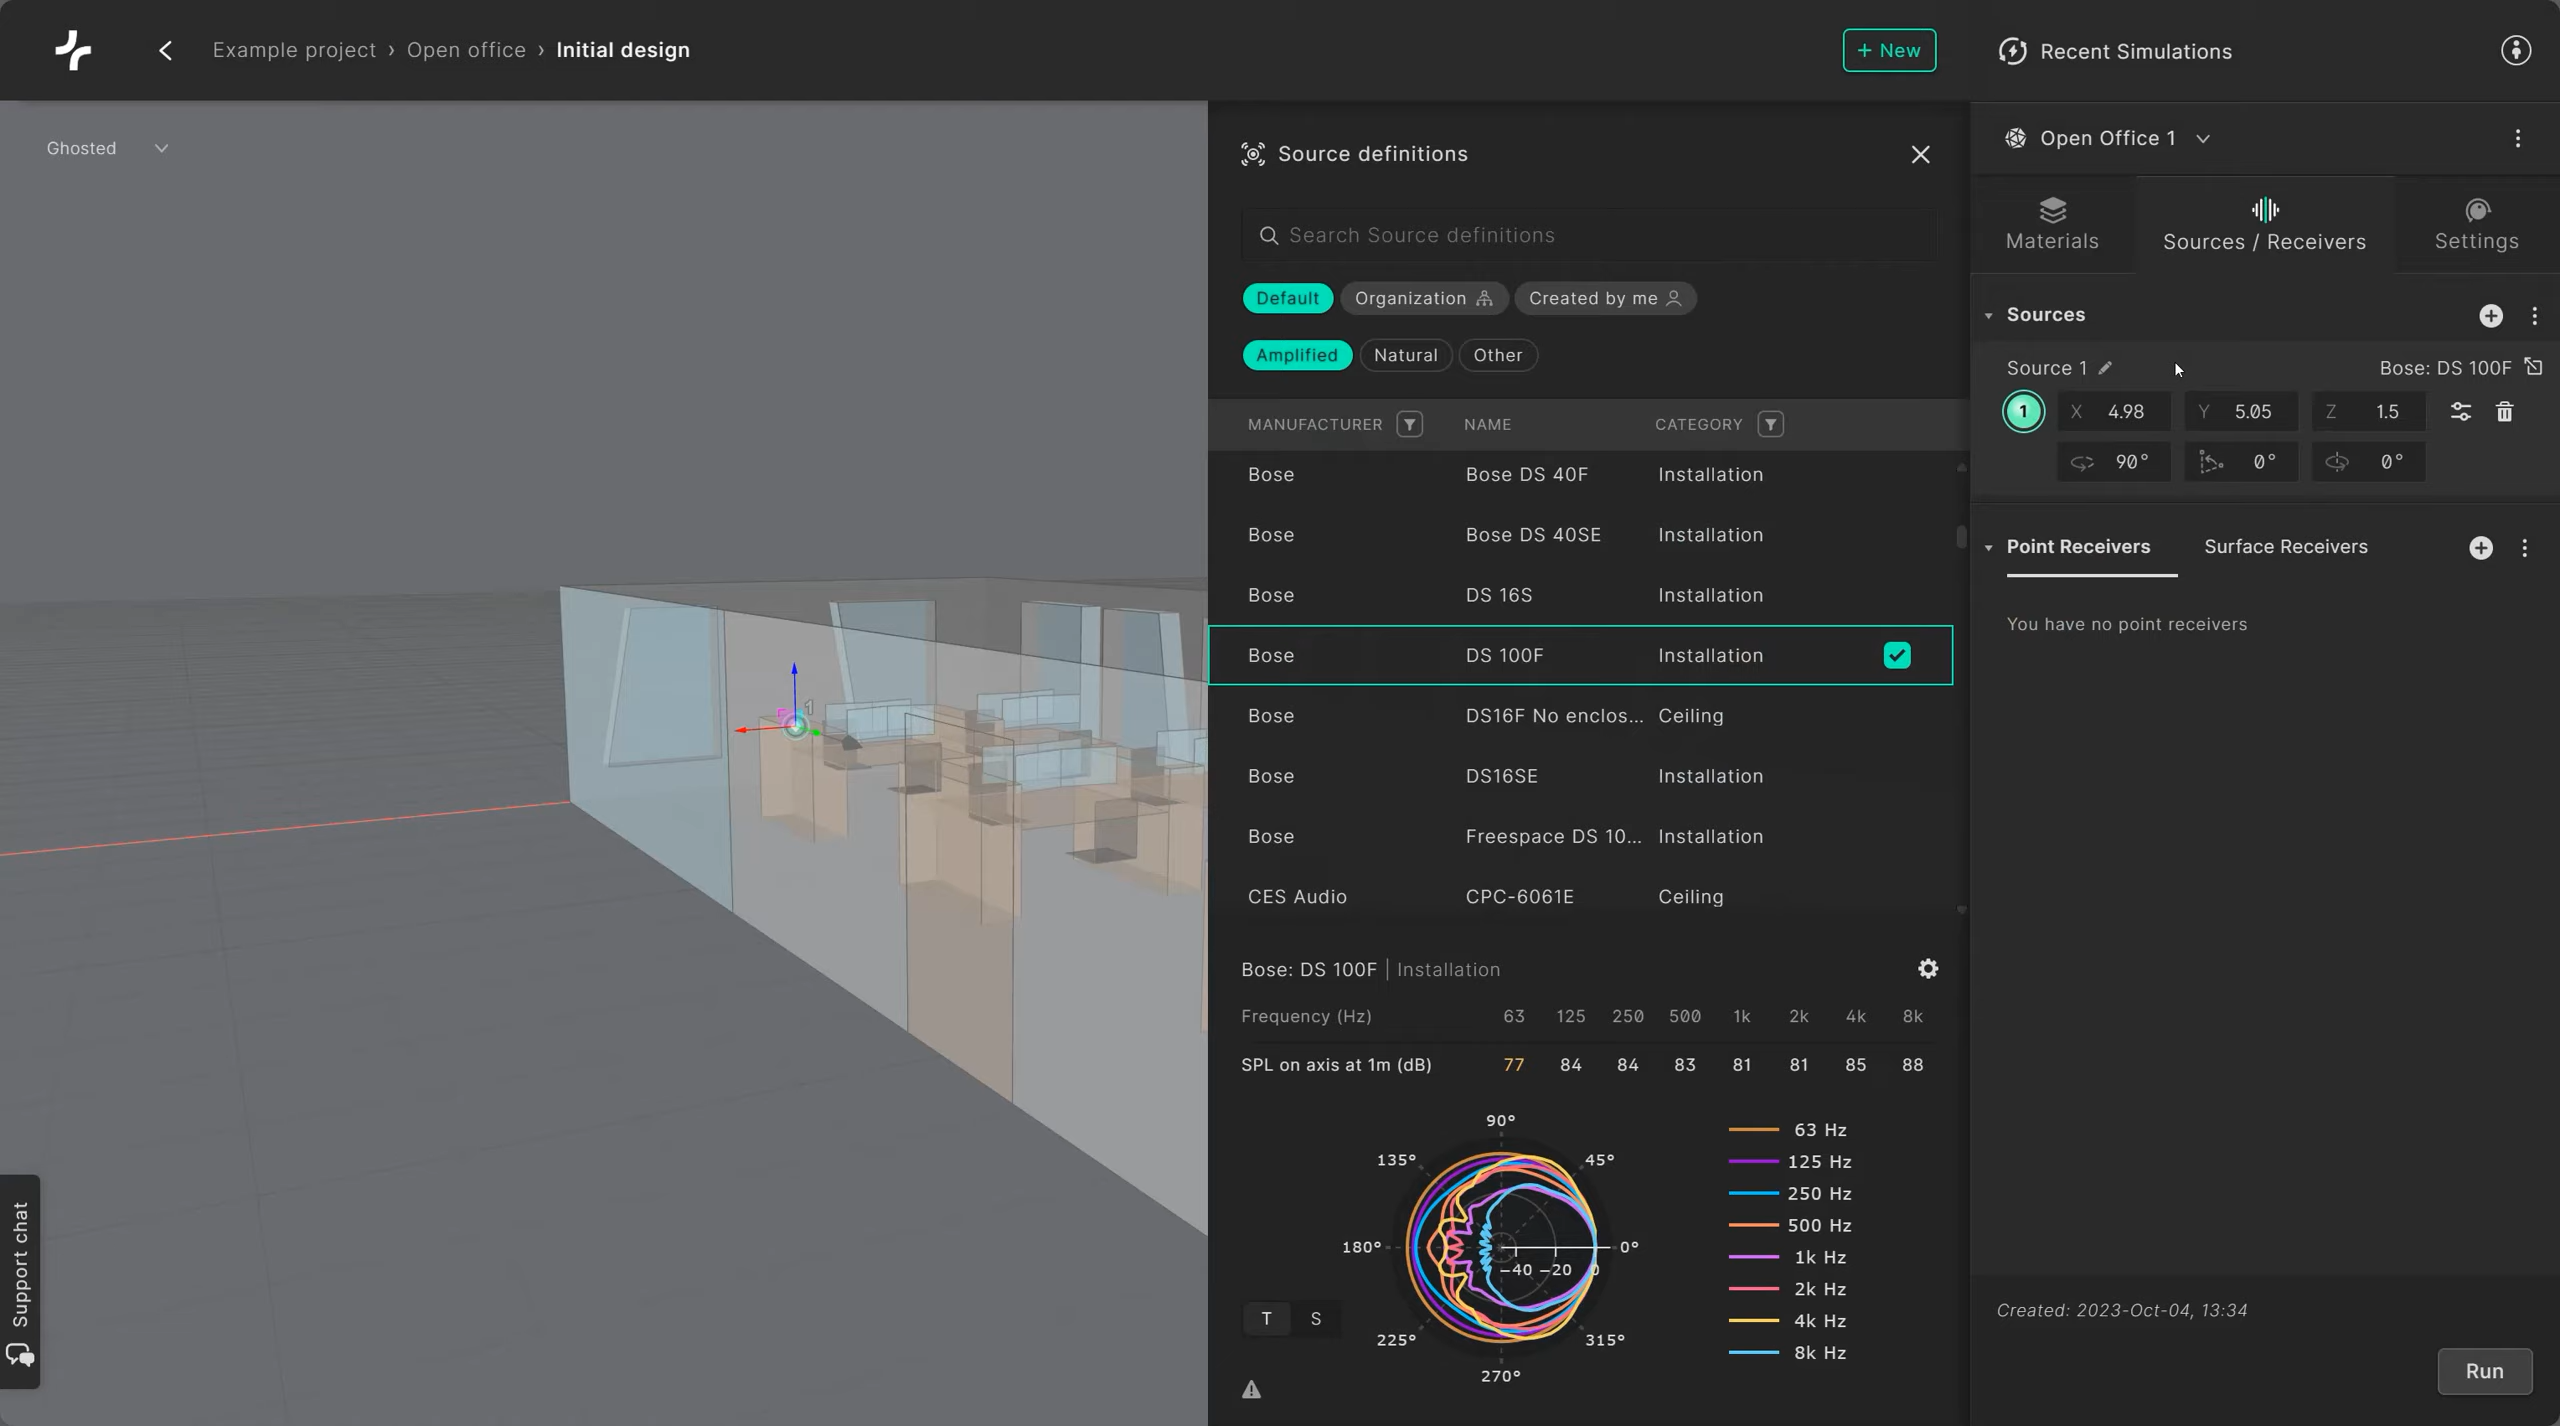 Example project › Open office › Initial design
+ New
Recent Simulations
Ghosted
Source definitions
Search Source definitions
Default Organization Created by me
Amplified Natural Other
MANUFACTURER NAME CATEGORY
Bose Bose DS 40F Installation
Bose Bose DS 40SE Installation
Bose DS 16S Installation
Bose DS 100F Installation
Bose DS16F No enclos... Ceiling
Bose DS16SE Installation
Bose Freespace DS 10... Installation
CES Audio CPC-6061E Ceiling
Bose: DS 100F | Installation
Frequency (Hz) 63 125 250 500 1k 2k 4k 8k
SPL on axis at 1m (dB) 77 84 84 83 81 81 85 88
90°
135° 45°
180° 0°
−40 −20 0
225° 315°
270°
T S
63 Hz
125 Hz
250 Hz
500 Hz
1k Hz
2k Hz
4k Hz
8k Hz
Open Office 1
Materials Sources / Receivers Settings
Sources
Source 1 Bose: DS 100F
1 X 4.98 Y 5.05 Z 1.5
90° 0° 0°
Point Receivers Surface Receivers
You have no point receivers
Created: 2023-Oct-04, 13:34
Run
Support chat
1